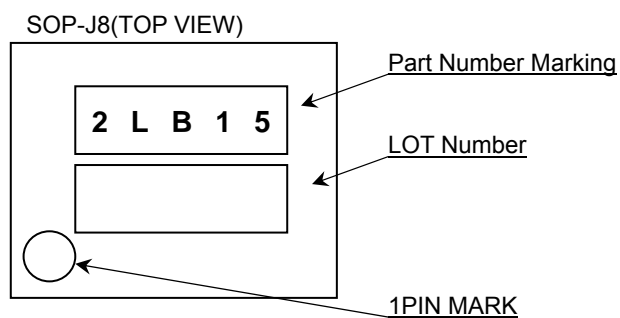 SOP-J8(TOP VIEW)
Part Number Marking
2 L B 1 5
LOT Number
1PIN MARK